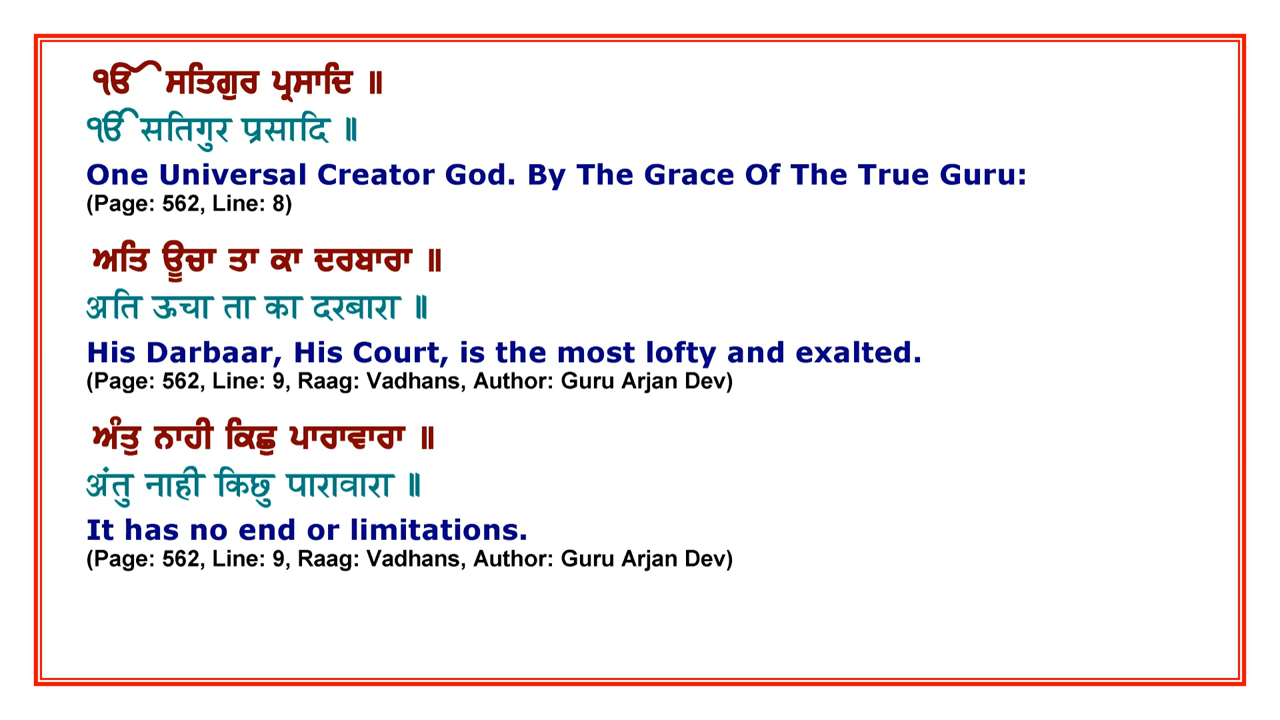 ੴ ਸਤਿਗੁਰ ਪ੍ਰਸਾਦਿ ॥
ੴ सतिगुर प्रसादि ॥
One Universal Creator God. By The Grace Of The True Guru:
(Page: 562, Line: 8)
ਅਤਿ ਊਚਾ ਤਾ ਕਾ ਦਰਬਾਰਾ ॥
अति ऊचा ता का दरबारा ॥
His Darbaar, His Court, is the most lofty and exalted.
(Page: 562, Line: 9, Raag: Vadhans, Author: Guru Arjan Dev)
ਅੰਤੁ ਨਾਹੀ ਕਿਛੁ ਪਾਰਾਵਾਰਾ ॥
अंतु नाही किछु पारावारा ॥
It has no end or limitations.
(Page: 562, Line: 9, Raag: Vadhans, Author: Guru Arjan Dev)